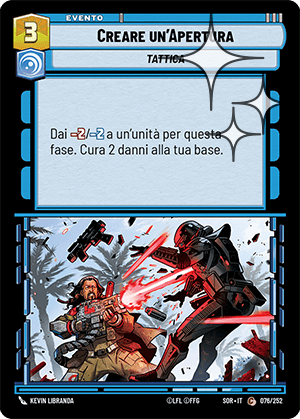 3
EVENTO
CREARE UN'APERTURA
TATTICA
Dai -2/-2 a un'unità per questa
fase. Cura 2 danni alla tua base.
KEVIN LIBRANDA
©LFL ©FFG
SOR • IT C 076/252